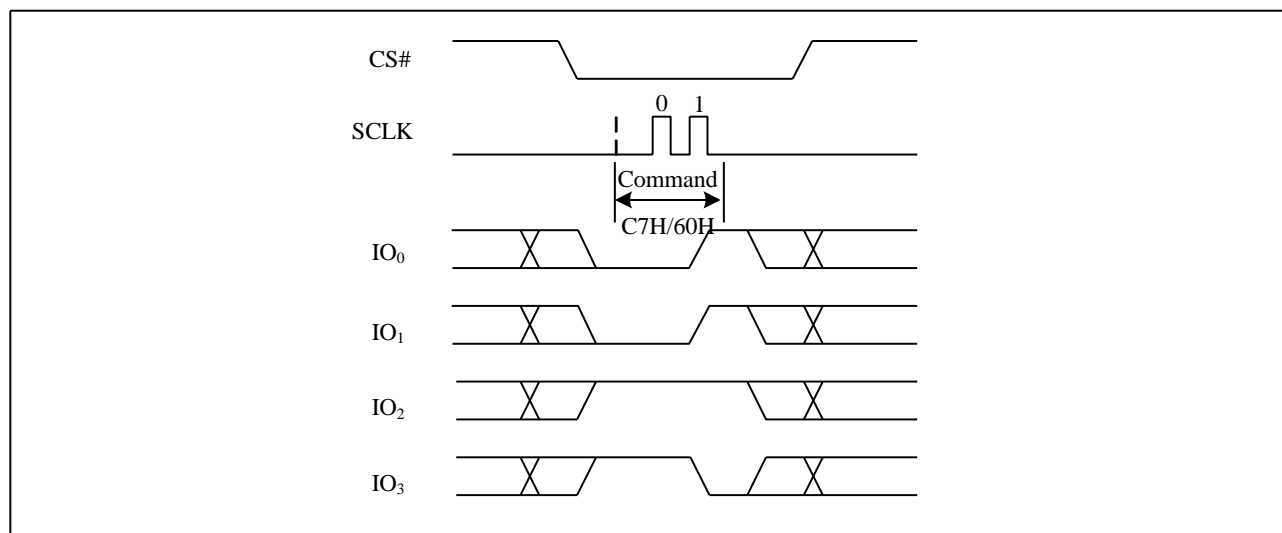 CS#
0 1
SCLK
Command
C7H/60H
IO₀
IO₁
IO₂
IO₃